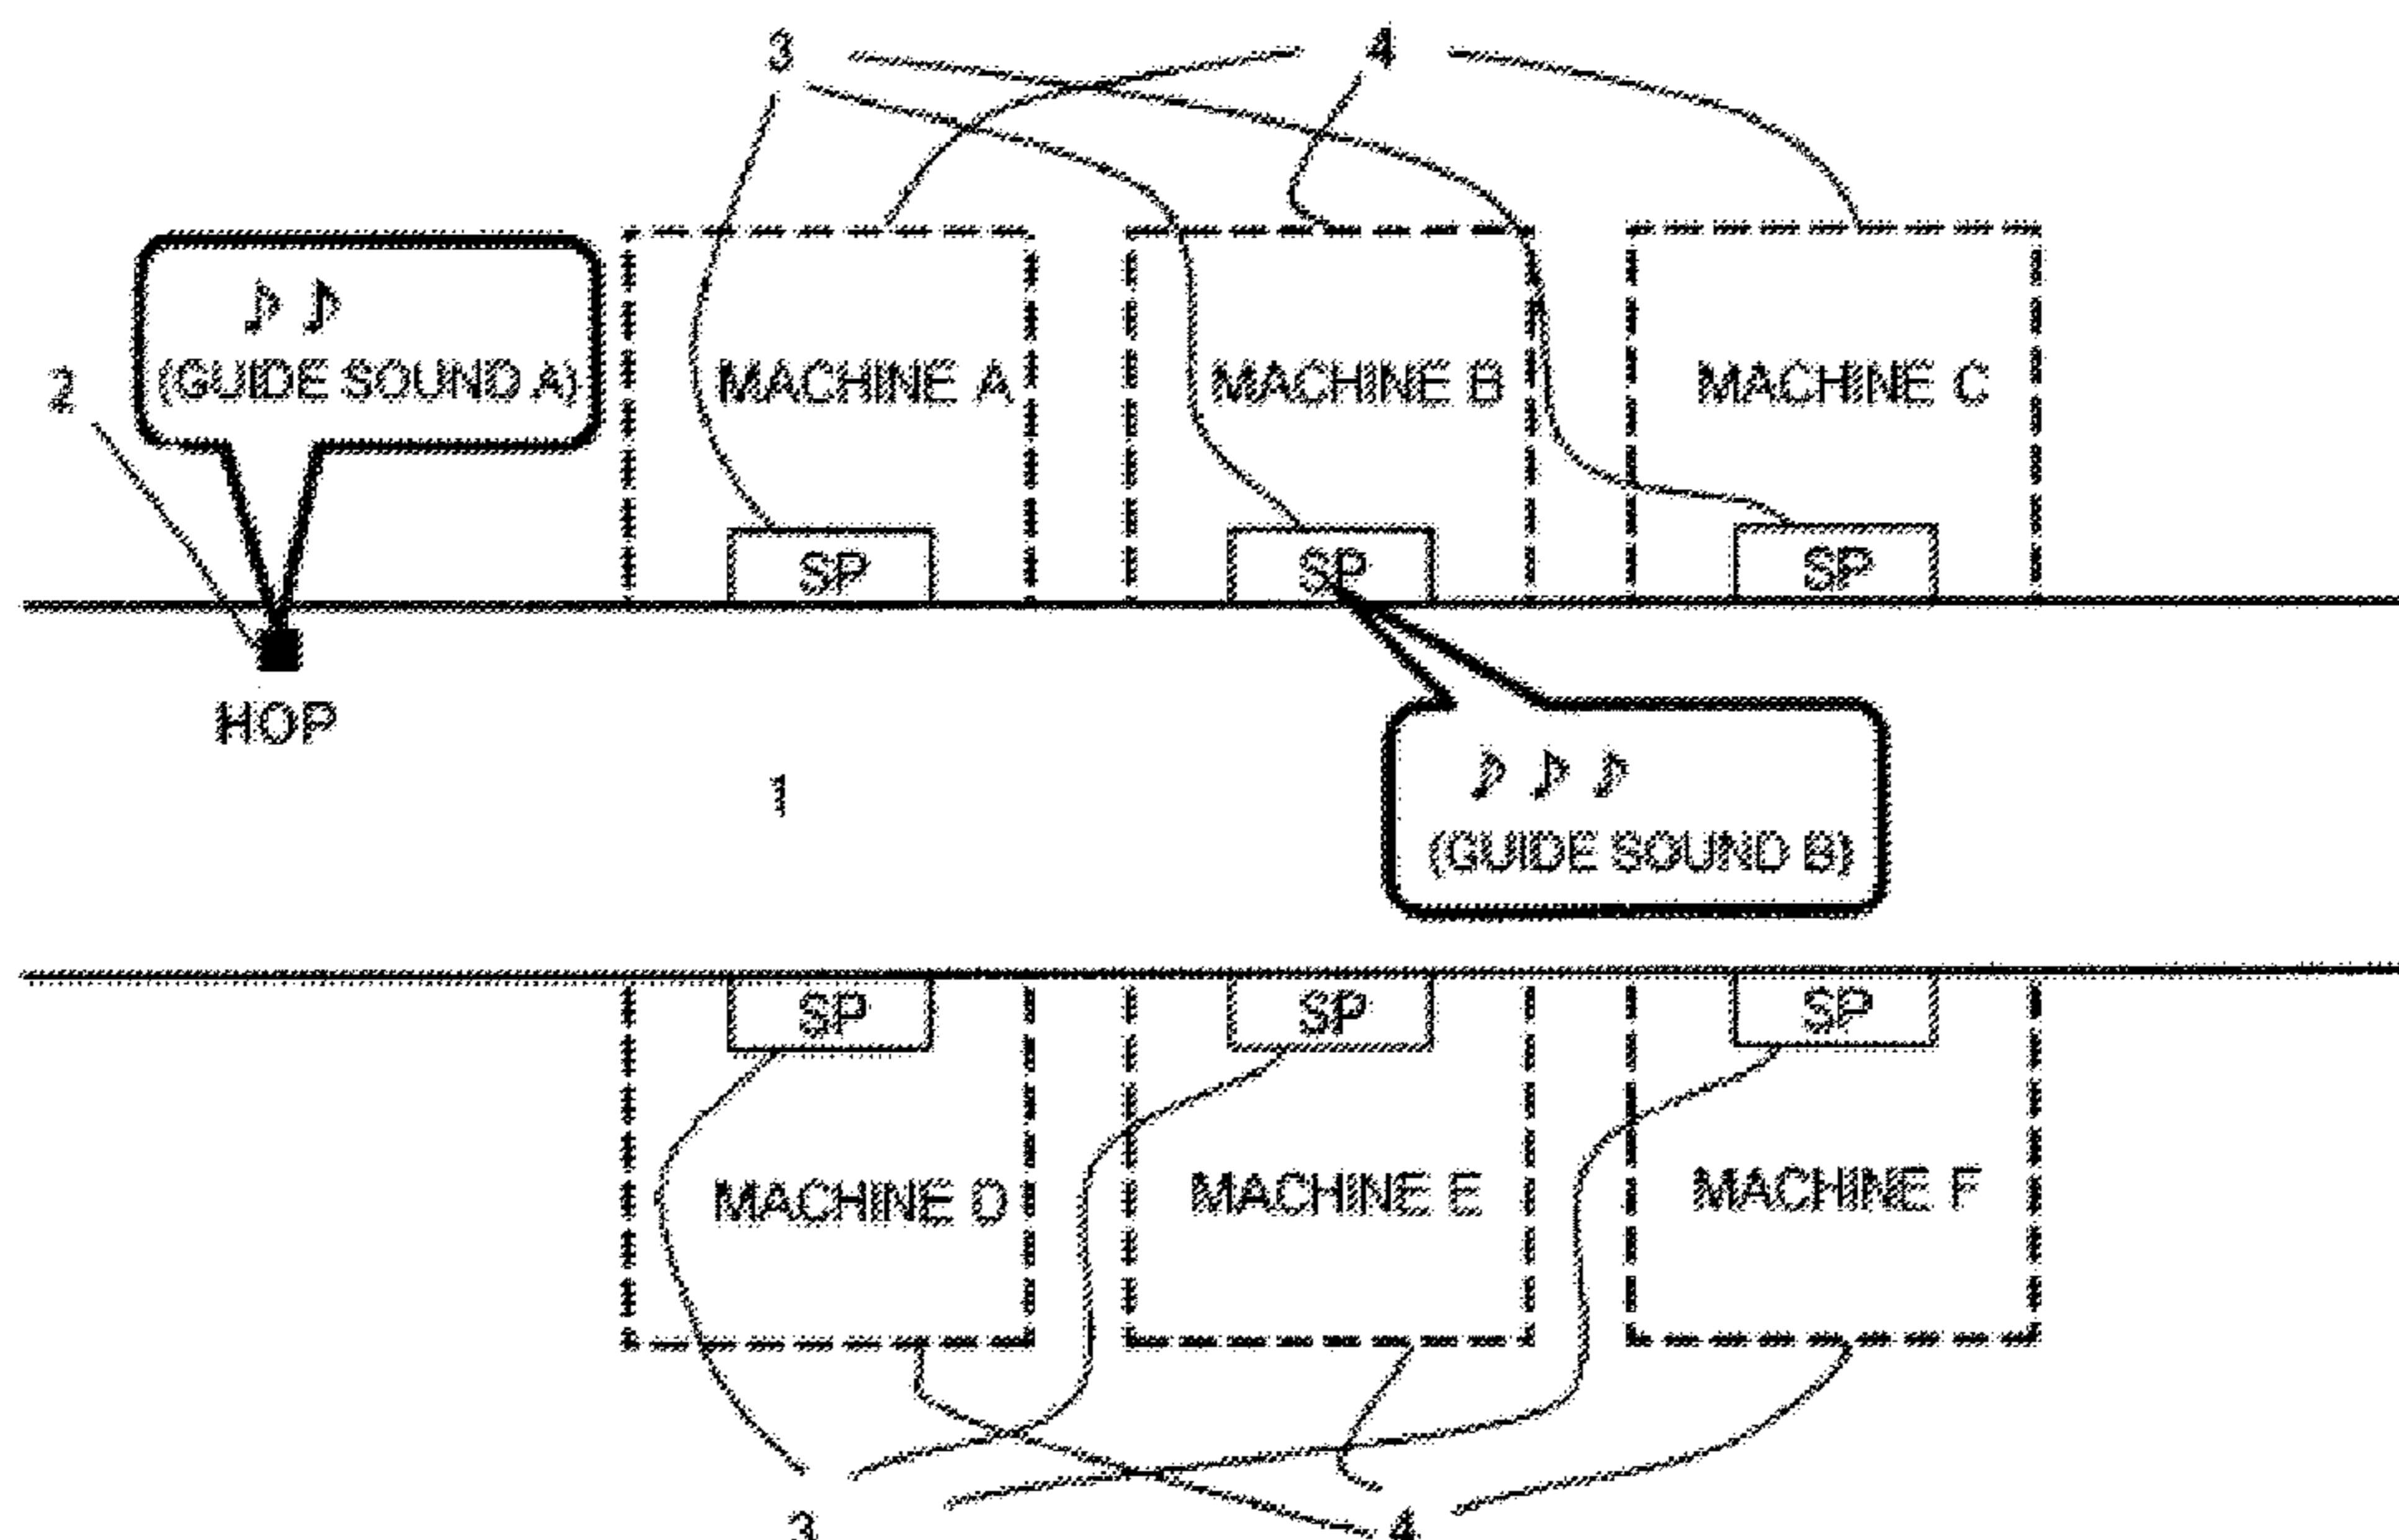 3
4
♪ ♪
(GUIDE SOUND A)
2
MACHINE A
MACHINE B
MACHINE C
SP
SP
SP
HOP
1
♪ ♪ ♪
(GUIDE SOUND B)
SP
SP
SP
MACHINE D
MACHINE E
MACHINE F
3
4